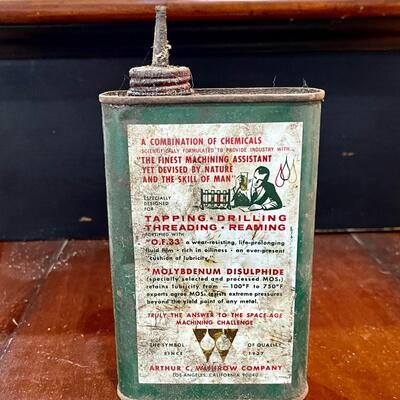 A COMBINATION OF CHEMICALS
SCIENTIFICALLY FORMULATED TO PROVIDE INDUSTRY WITH...
"THE FINEST MACHINING ASSISTANT
YET DEVISED BY NATURE
AND THE SKILL OF MAN"
ESPECIALLY
DESIGNED
FOR
TAPPING • DRILLING
THREADING • REAMING
FORTIFIED WITH
"O.F.33" a wear-resisting, life-prolonging
fluid film • rich in oiliness • an ever-present
"cushion of lubricity."
"MOLYBDENUM DISULPHIDE
(specially selected and processed MOS₂)
retains lubricity from —100°F to 750°F
experts agree MOS₂ resists extreme pressures
beyond the yield point of any metal.
TRULY THE ANSWER TO THE SPACE-AGE
MACHINING CHALLENGE
THE SYMBOL OF QUALITY
SINCE 1937
W
ARTHUR C. WITHROW COMPANY
LOS ANGELES, CALIFORNIA 90040